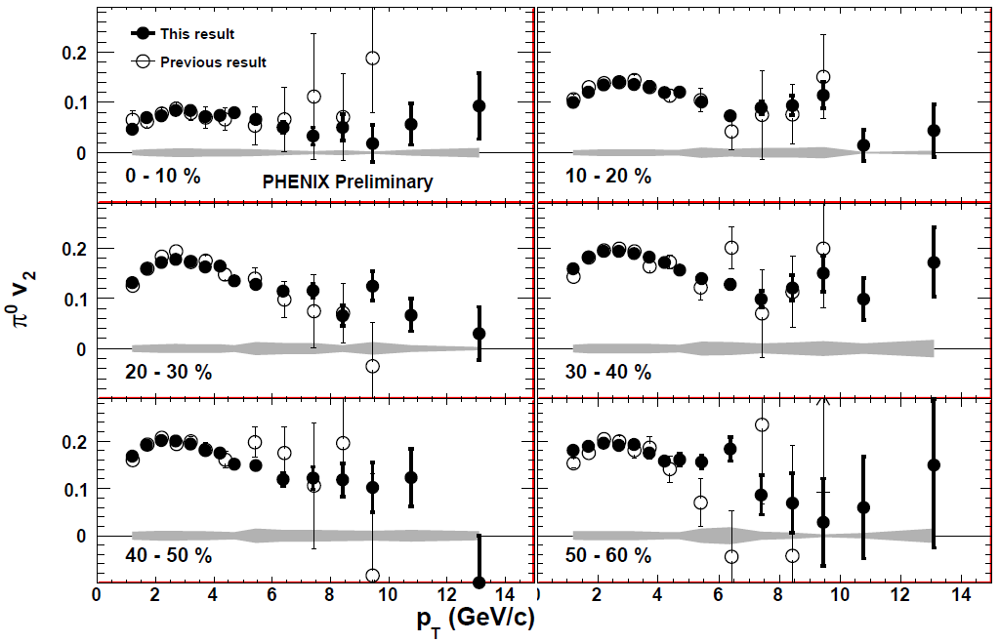 This result
Previous result
0.2
0.1
0
0 - 10 %
PHENIX Preliminary
10 - 20 %
0.2
0.1
0
20 - 30 %
30 - 40 %
π⁰ v₂
0.2
0.1
0
40 - 50 %
50 - 60 %
0 2 4 6 8 10 12 14 2 4 6 8 10 12 14
p_T (GeV/c)